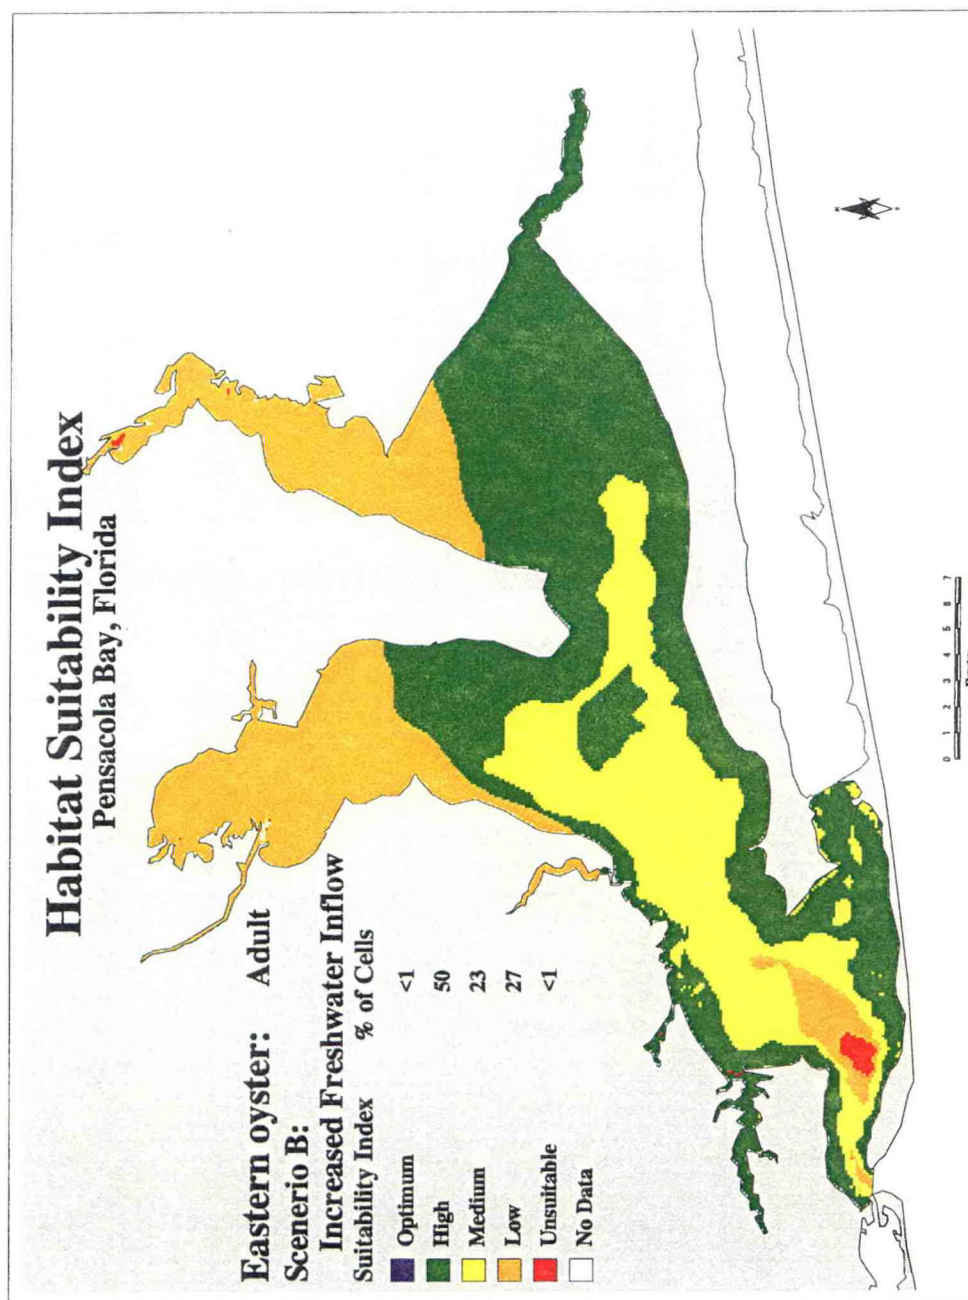 Habitat Suitability Index
Pensacola Bay, Florida
Eastern oyster: Adult
Scenerio B:
Increased Freshwater Inflow
Suitability Index % of Cells
Optimum <1
High 50
Medium 23
Low 27
Unsuitable <1
No Data
N
0 1 2 3 4 5 6 7